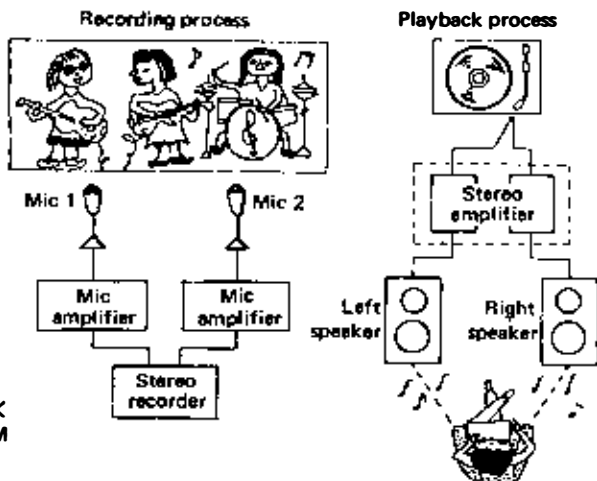 Recording process
Mic 1
Mic 2
Mic
amplifier
Mic
amplifier
Stereo
recorder
Playback process
Stereo
amplifier
Left
speaker
Right
speaker
K
M